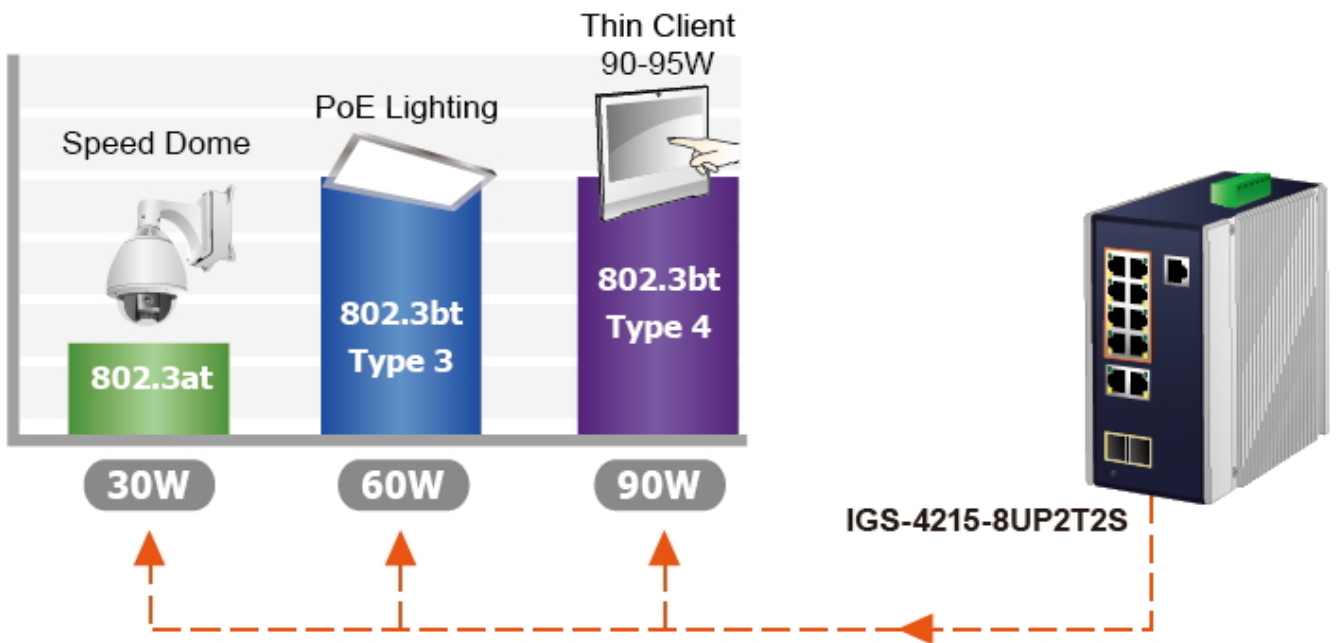 Thin Client
90-95W
PoE Lighting
Speed Dome
802.3at
802.3bt
Type 3
802.3bt
Type 4
30W
60W
90W
IGS-4215-8UP2T2S